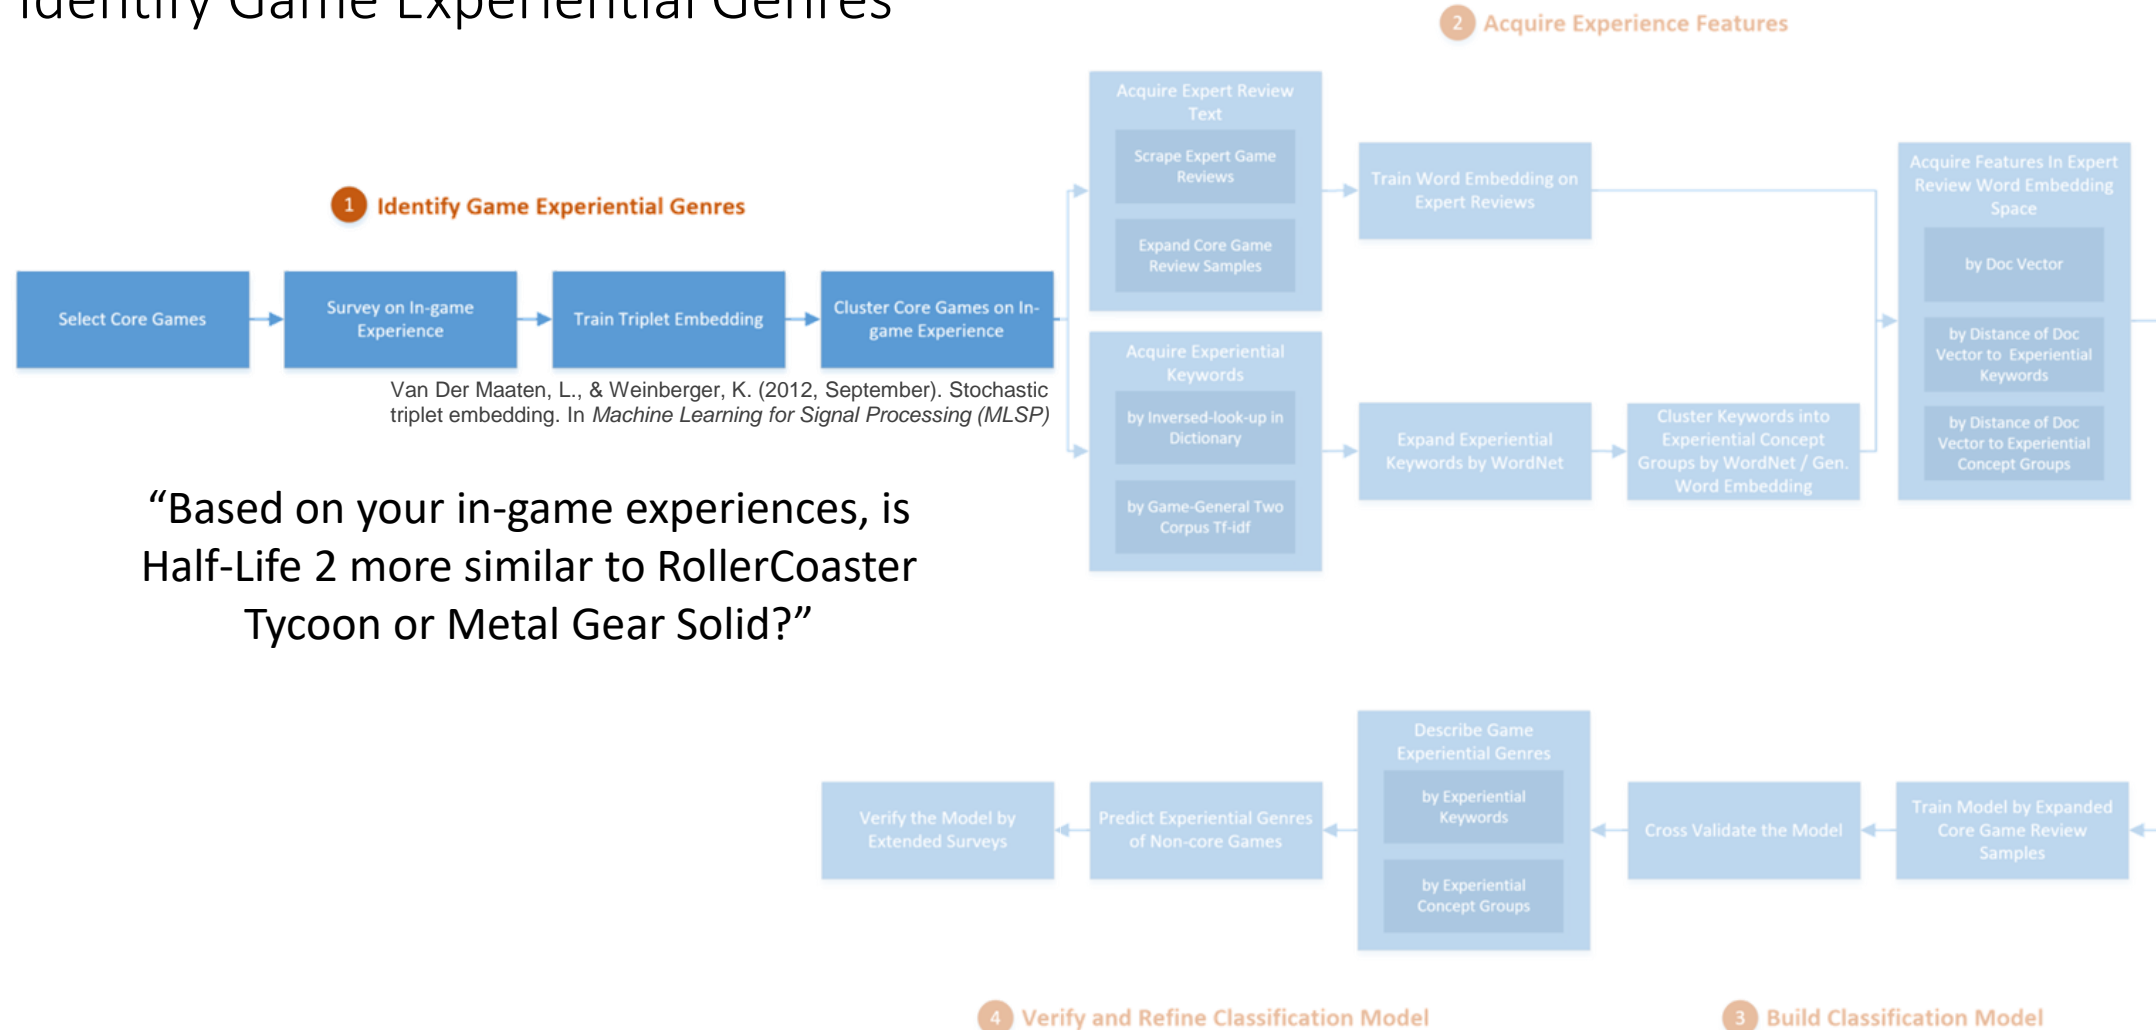 Identify Game Experiential Genres
2 Acquire Experience Features
1 Identify Game Experiential Genres
Select Core Games
Survey on In-game
Experience
Train Triplet Embedding
Cluster Core Games on In-
game Experience
Van Der Maaten, L., & Weinberger, K. (2012, September). Stochastic
triplet embedding. In Machine Learning for Signal Processing (MLSP)
“Based on your in-game experiences, is
Half-Life 2 more similar to RollerCoaster
Tycoon or Metal Gear Solid?”
Acquire Expert Review
Text
Scrape Expert Game
Reviews
Expand Core Game
Review Samples
Train Word Embedding on
Expert Reviews
Acquire Experiential
Keywords
by Inversed-look-up in
Dictionary
by Game-General Two
Corpus Tf-idf
Expand Experiential
Keywords by WordNet
Cluster Keywords into
Experiential Concept
Groups by WordNet / Gen.
Word Embedding
Acquire Features In Expert
Review Word Embedding
Space
by Doc Vector
by Distance of Doc
Vector to Experiential
Keywords
by Distance of Doc
Vector to Experiential
Concept Groups
Train Model by Expanded
Core Game Review
Samples
Cross Validate the Model
Describe Game
Experiential Genres
by Experiential
Keywords
by Experiential
Concept Groups
Predict Experiential Genres
of Non-core Games
Verify the Model by
Extended Surveys
4 Verify and Refine Classification Model
3 Build Classification Model